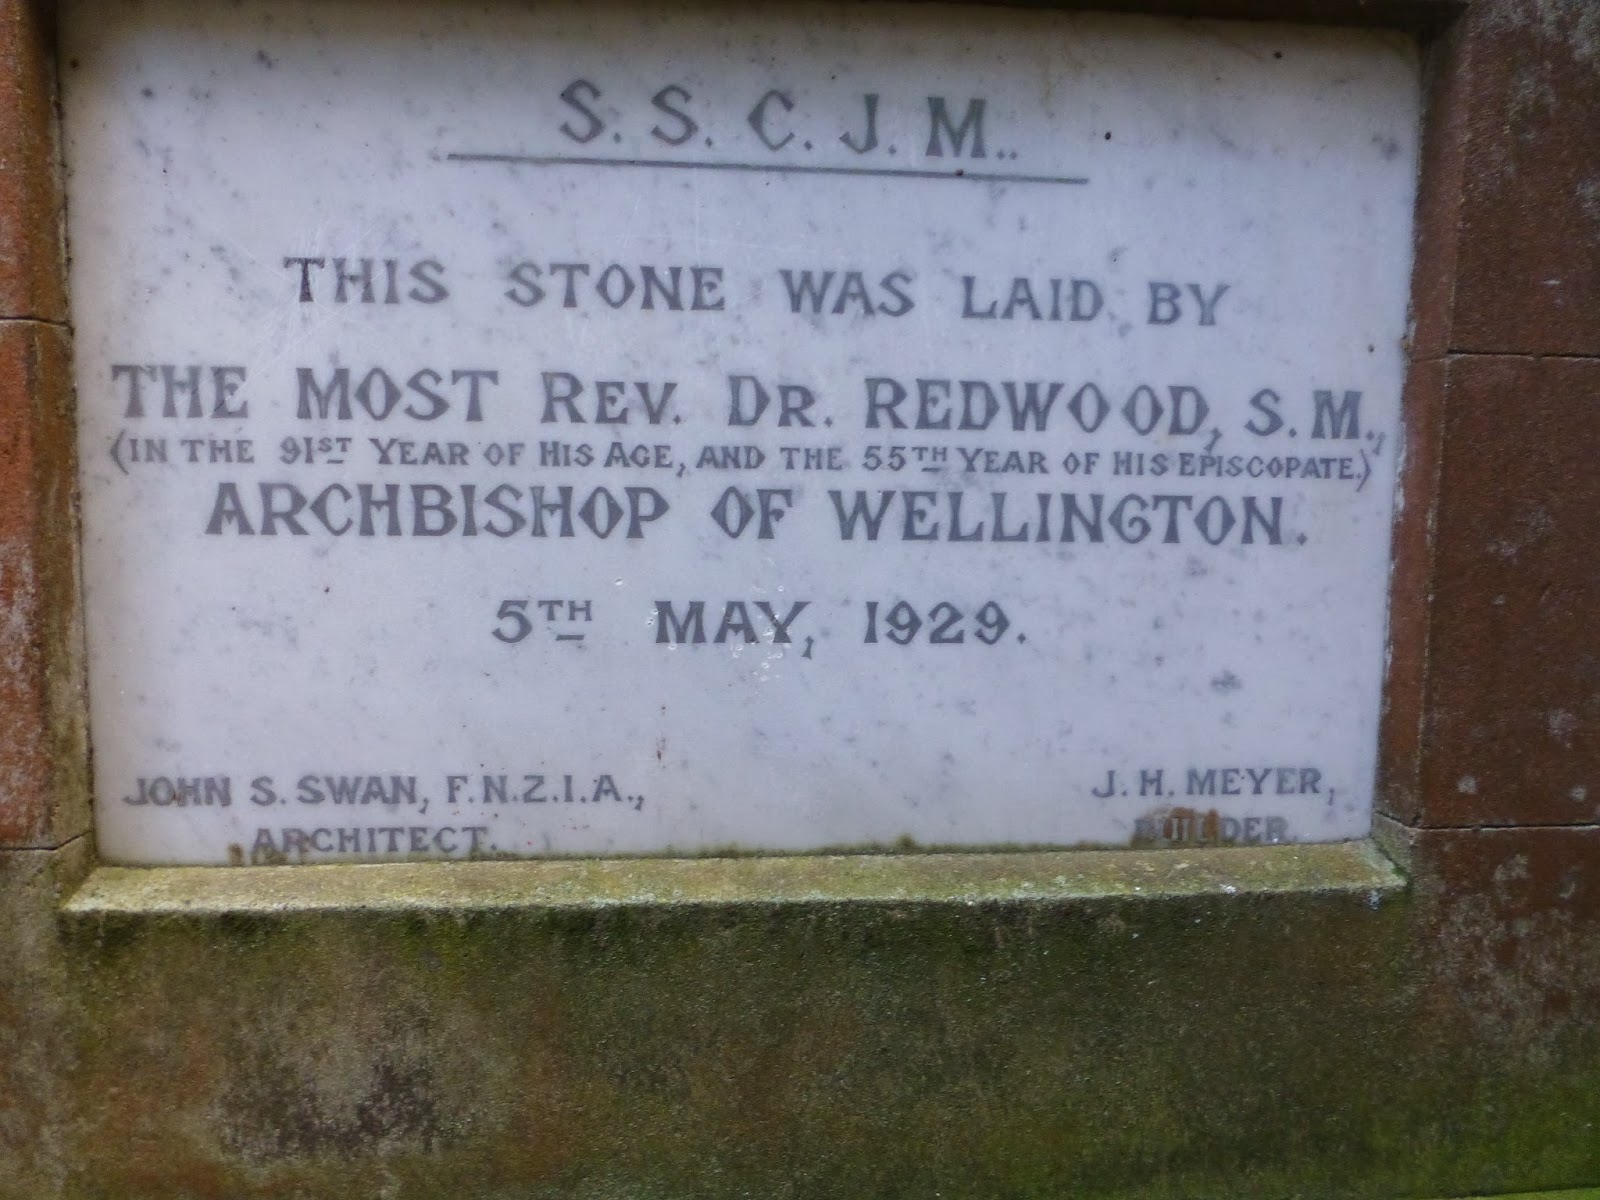 S. S. C. J. M..
THIS STONE WAS LAID BY
THE MOST REV. DR. REDWOOD, S. M.,
(IN THE 91ST YEAR OF HIS AGE, AND THE 55TH YEAR OF HIS EPISCOPATE.)
ARCHBISHOP OF WELLINGTON.
5TH MAY, 1929.
JOHN S. SWAN, F.N.Z.I.A.,
ARCHITECT.
J. H. MEYER,
BUILDER.